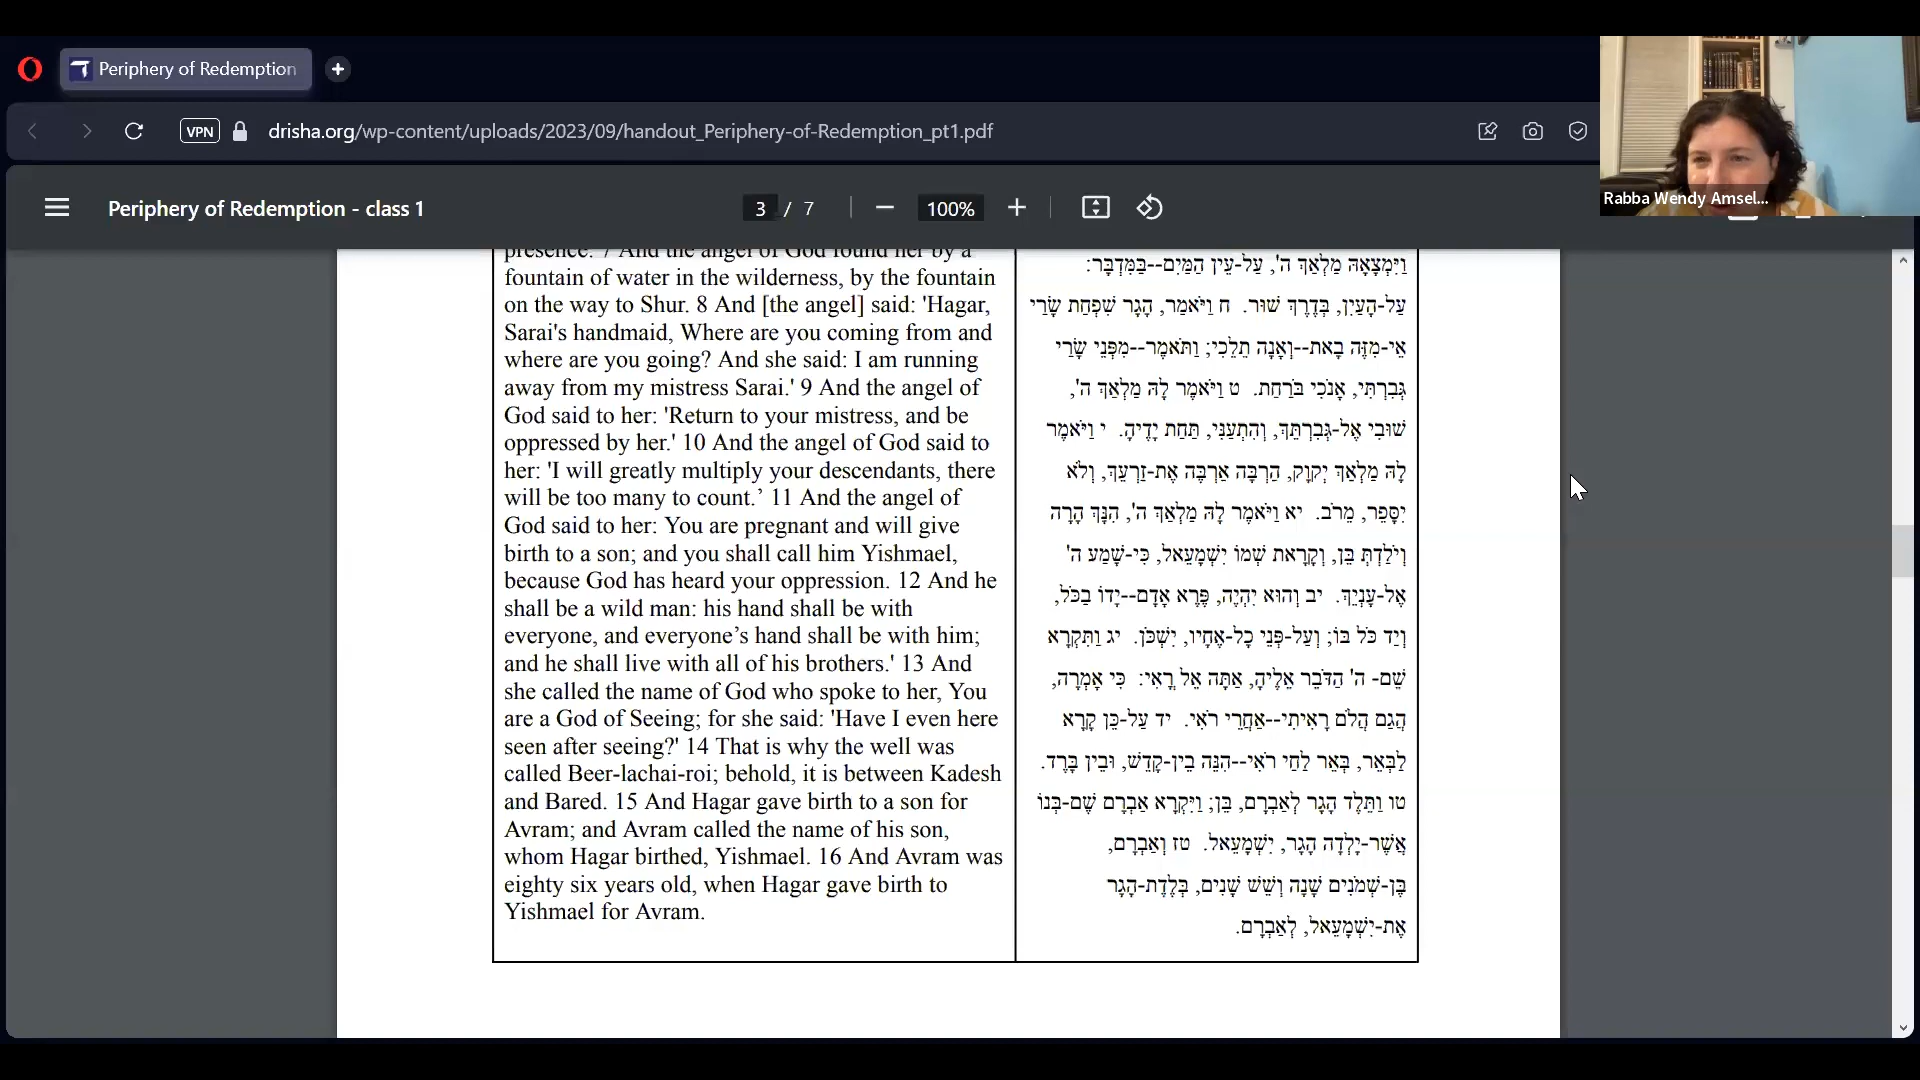 Periphery of Redemption
VPN
drisha.org/wp-content/uploads/2023/09/handout_Periphery-of-Redemption_pt1.pdf
Periphery of Redemption - class 1
3 / 7
100%
Rabba Wendy Amsel...
presence. 7 And the angel of God found her by a
fountain of water in the wilderness, by the fountain
on the way to Shur. 8 And [the angel] said: 'Hagar,
Sarai's handmaid, Where are you coming from and
where are you going? And she said: I am running
away from my mistress Sarai.' 9 And the angel of
God said to her: 'Return to your mistress, and be
oppressed by her.' 10 And the angel of God said to
her: 'I will greatly multiply your descendants, there
will be too many to count.’ 11 And the angel of
God said to her: You are pregnant and will give
birth to a son; and you shall call him Yishmael,
because God has heard your oppression. 12 And he
shall be a wild man: his hand shall be with
everyone, and everyone’s hand shall be with him;
and he shall live with all of his brothers.' 13 And
she called the name of God who spoke to her, You
are a God of Seeing; for she said: 'Have I even here
seen after seeing?' 14 That is why the well was
called Beer-lachai-roi; behold, it is between Kadesh
and Bared. 15 And Hagar gave birth to a son for
Avram; and Avram called the name of his son,
whom Hagar birthed, Yishmael. 16 And Avram was
eighty six years old, when Hagar gave birth to
Yishmael for Avram.
וַיִּמְצָאָהּ מַלְאַךְ ה', עַל-עֵין הַמַּיִם--בַּמִּדְבָּר:
עַל-הָעַיִן, בְּדֶרֶךְ שׁוּר. ח וַיֹּאמַר, הָגָר שִׁפְחַת שָׂרַי
אֵי-מִזֶּה בָאת--וְאָנָה תֵלֵכִי; וַתֹּאמֶר--מִפְּנֵי שָׂרַי
גְּבִרְתִּי, אָנֹכִי בֹּרַחַת. ט וַיֹּאמֶר לָהּ מַלְאַךְ ה',
שׁוּבִי אֶל-גְּבִרְתֵּךְ, וְהִתְעַנִּי, תַּחַת יָדֶיהָ. י וַיֹּאמֶר
לָהּ מַלְאַךְ יְקוָק, הַרְבָּה אַרְבֶּה אֶת-זַרְעֵךְ, וְלֹא
יִסָּפֵר, מֵרֹב. יא וַיֹּאמֶר לָהּ מַלְאַךְ ה', הִנָּךְ הָרָה
וְיֹלַדְתְּ בֵּן, וְקָרָאת שְׁמוֹ יִשְׁמָעֵאל, כִּי-שָׁמַע ה'
אֶל-עָנְיֵךְ. יב וְהוּא יִהְיֶה, פֶּרֶא אָדָם--יָדוֹ בַכֹּל,
וְיַד כֹּל בּוֹ; וְעַל-פְּנֵי כָל-אֶחָיו, יִשְׁכֹּן. יג וַתִּקְרָא
שֵׁם- ה' הַדֹּבֵר אֵלֶיהָ, אַתָּה אֵל רֳאִי: כִּי אָמְרָה,
הֲגַם הֲלֹם רָאִיתִי--אַחֲרֵי רֹאִי. יד עַל-כֵּן קָרָא
לַבְּאֵר, בְּאֵר לַחַי רֹאִי--הִנֵּה בֵין-קָדֵשׁ, וּבֵין בָּרֶד.
טו וַתֵּלֶד הָגָר לְאַבְרָם, בֵּן; וַיִּקְרָא אַבְרָם שֶׁם-בְּנוֹ
אֲשֶׁר-יָלְדָה הָגָר, יִשְׁמָעֵאל. טז וְאַבְרָם,
בֶּן-שְׁמֹנִים שָׁנָה וְשֵׁשׁ שָׁנִים, בְּלֶדֶת-הָגָר
אֶת-יִשְׁמָעֵאל, לְאַבְרָם.